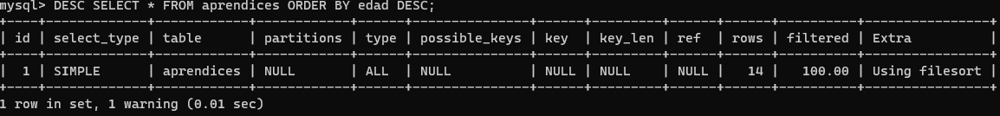 mysql> DESC SELECT * FROM aprendices ORDER BY edad DESC;
+----+-------------+------------+------------+------+---------------+------+---------+------+------+----------+----------------+
| id | select_type | table      | partitions | type | possible_keys | key  | key_len | ref  | rows | filtered | Extra          |
+----+-------------+------------+------------+------+---------------+------+---------+------+------+----------+----------------+
|  1 | SIMPLE      | aprendices | NULL       | ALL  | NULL          | NULL | NULL    | NULL |   14 |   100.00 | Using filesort |
+----+-------------+------------+------------+------+---------------+------+---------+------+------+----------+----------------+
1 row in set, 1 warning (0.01 sec)